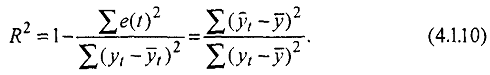 R² = 1 - \frac{\sum e(t)^2}{\sum (y_t - \bar{y}_t)^2} = \frac{\sum (\hat{y}_t - \bar{y})^2}{\sum (y_t - \bar{y})^2}. (4.1.10)